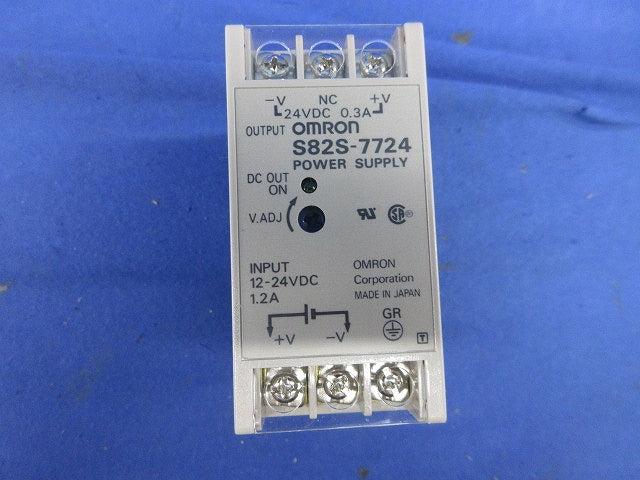 -V NC +V
24VDC 0.3A
OUTPUT OMRON
S82S-7724
POWER SUPPLY
DC OUT
ON
V.ADJ
INPUT
12-24VDC
1.2A
OMRON
Corporation
MADE IN JAPAN
+V -V
GR
T